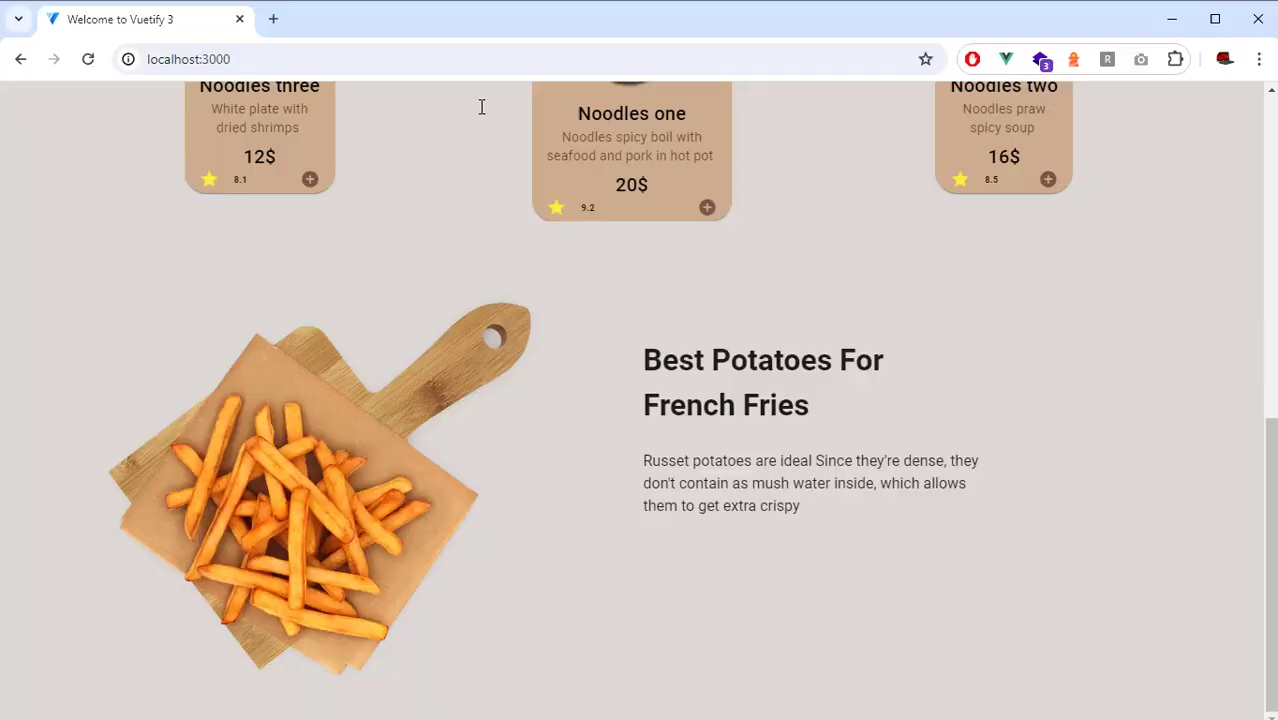 Welcome to Vuetify 3
localhost:3000
3
R
Noodles three
White plate with
dried shrimps
12$
8.1
Noodles one
Noodles spicy boil with
seafood and pork in hot pot
20$
9.2
Noodles two
Noodles praw
spicy soup
16$
8.5
Best Potatoes For
French Fries
Russet potatoes are ideal Since they're dense, they
don't contain as mush water inside, which allows
them to get extra crispy